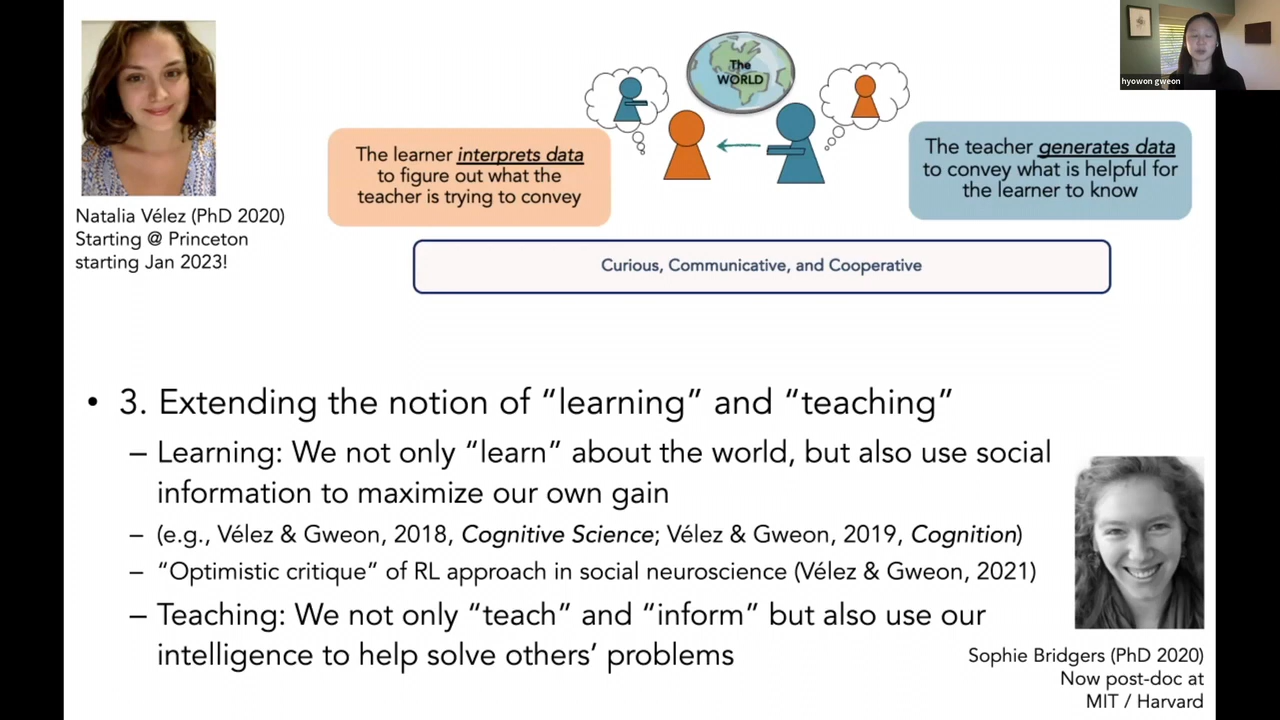 hyowon gweon
The
WORLD
The learner interprets data
to figure out what the
teacher is trying to convey
The teacher generates data
to convey what is helpful for
the learner to know
Natalia Vélez (PhD 2020)
Starting @ Princeton
starting Jan 2023!
Curious, Communicative, and Cooperative
• 3. Extending the notion of “learning” and “teaching”
– Learning: We not only “learn” about the world, but also use social
information to maximize our own gain
– (e.g., Vélez & Gweon, 2018, Cognitive Science; Vélez & Gweon, 2019, Cognition)
– “Optimistic critique” of RL approach in social neuroscience (Vélez & Gweon, 2021)
– Teaching: We not only “teach” and “inform” but also use our
intelligence to help solve others’ problems
Sophie Bridgers (PhD 2020)
Now post-doc at
MIT / Harvard